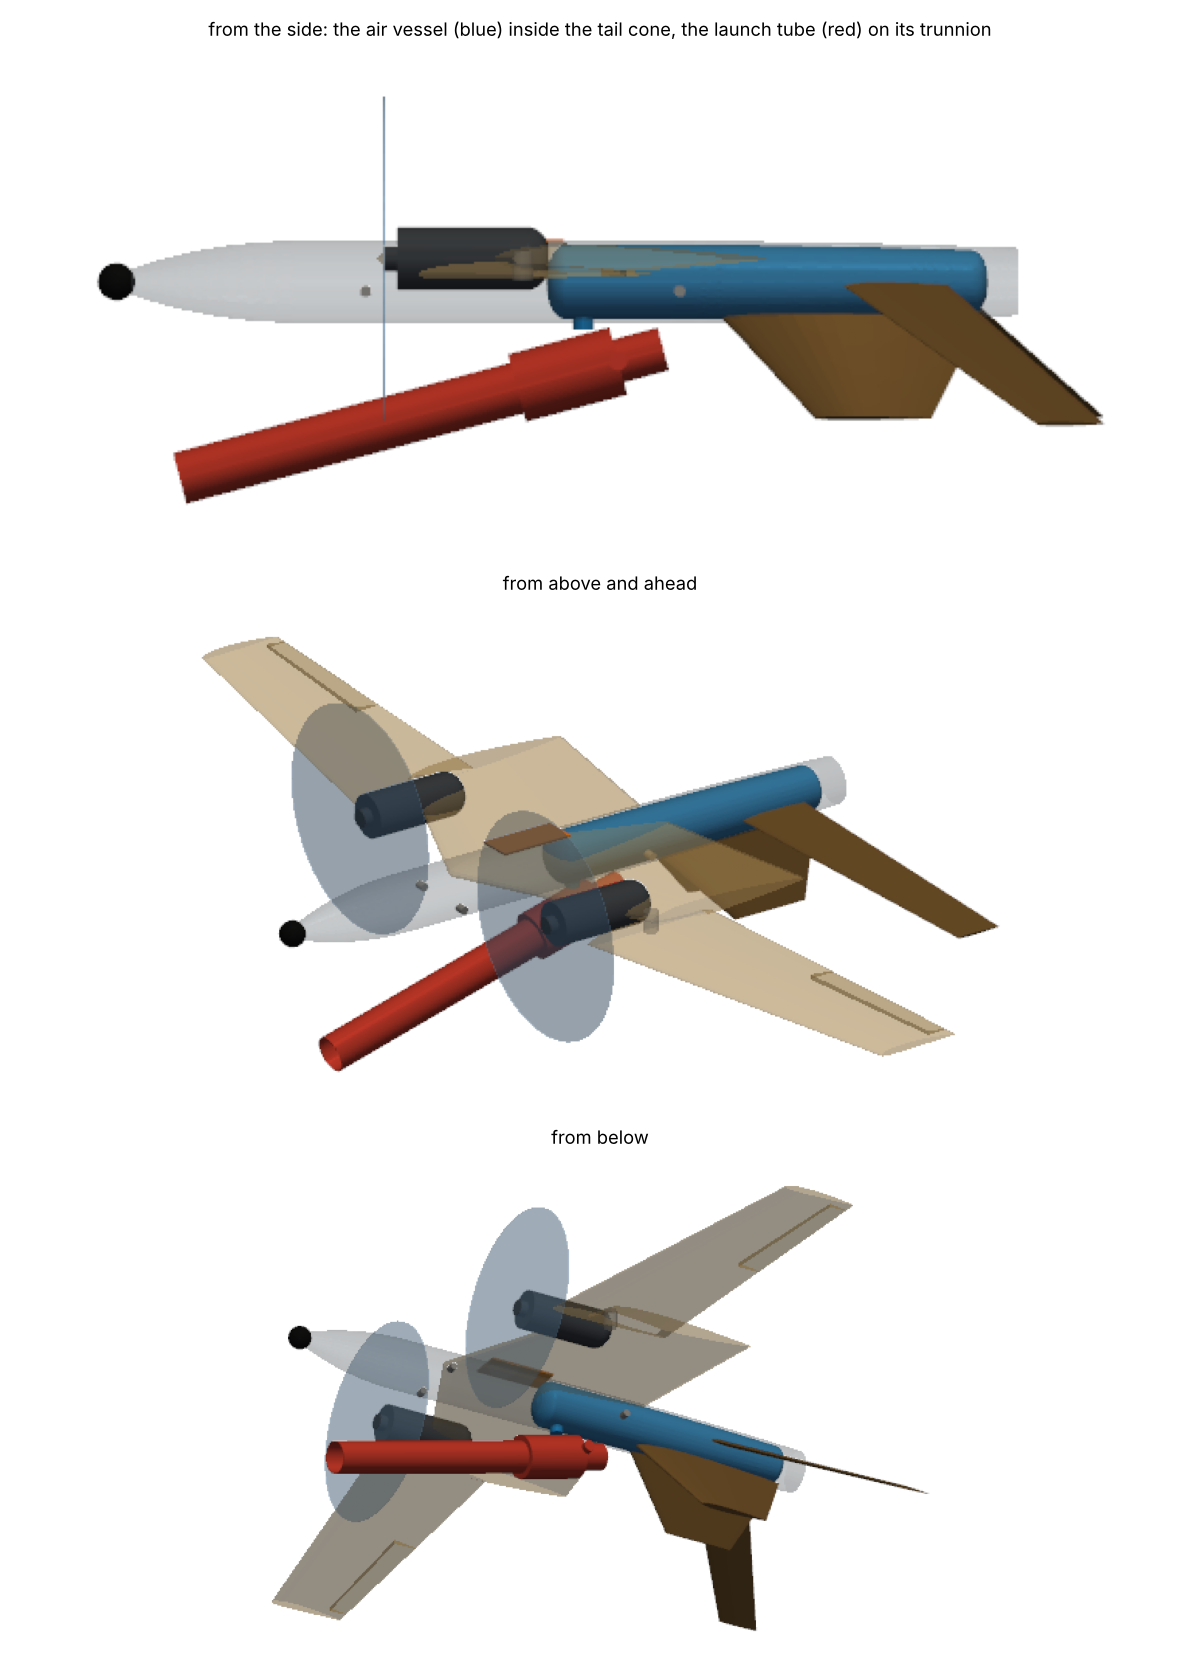 from the side: the air vessel (blue) inside the tail cone, the launch tube (red) on its trunnion
from above and ahead
from below